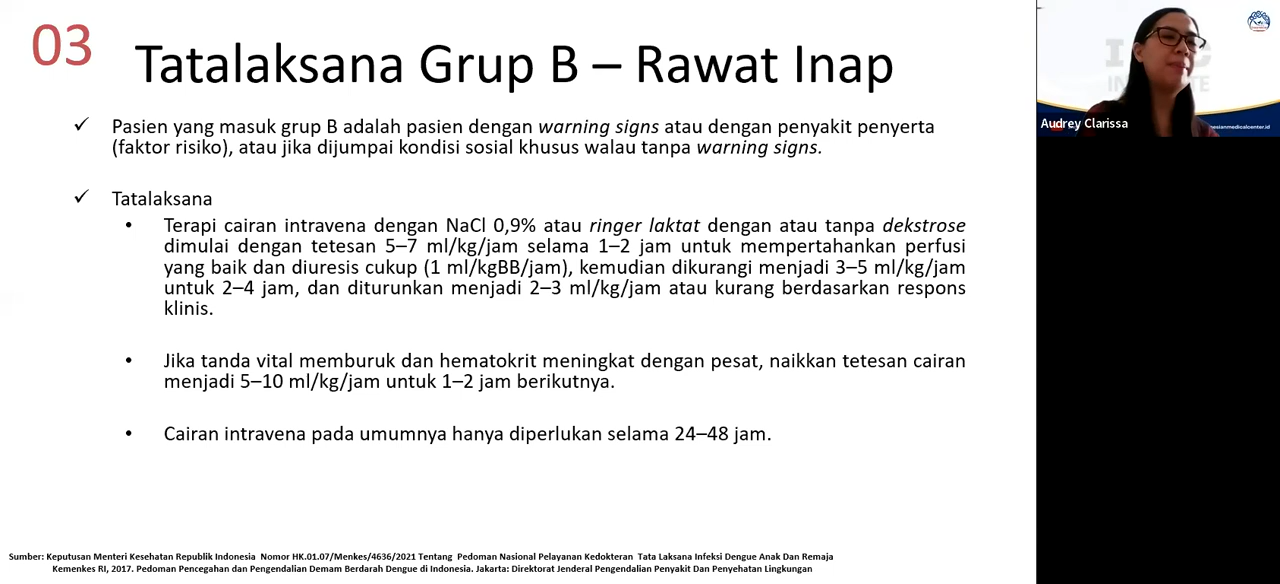 03
Tatalaksana Grup B – Rawat Inap
✓ Pasien yang masuk grup B adalah pasien dengan warning signs atau dengan penyakit penyerta
(faktor risiko), atau jika dijumpai kondisi sosial khusus walau tanpa warning signs.
✓ Tatalaksana
• Terapi cairan intravena dengan NaCl 0,9% atau ringer laktat dengan atau tanpa dekstrose
dimulai dengan tetesan 5–7 ml/kg/jam selama 1–2 jam untuk mempertahankan perfusi
yang baik dan diuresis cukup (1 ml/kgBB/jam), kemudian dikurangi menjadi 3–5 ml/kg/jam
untuk 2–4 jam, dan diturunkan menjadi 2–3 ml/kg/jam atau kurang berdasarkan respons
klinis.
• Jika tanda vital memburuk dan hematokrit meningkat dengan pesat, naikkan tetesan cairan
menjadi 5–10 ml/kg/jam untuk 1–2 jam berikutnya.
• Cairan intravena pada umumnya hanya diperlukan selama 24–48 jam.
Sumber: Keputusan Menteri Kesehatan Republik Indonesia Nomor HK.01.07/Menkes/4636/2021 Tentang Pedoman Nasional Pelayanan Kedokteran Tata Laksana Infeksi Dengue Anak Dan Remaja
Kemenkes RI, 2017. Pedoman Pencegahan dan Pengendalian Demam Berdarah Dengue di Indonesia. Jakarta: Direktorat Jenderal Pengendalian Penyakit Dan Penyehatan Lingkungan
Audrey Clarissa